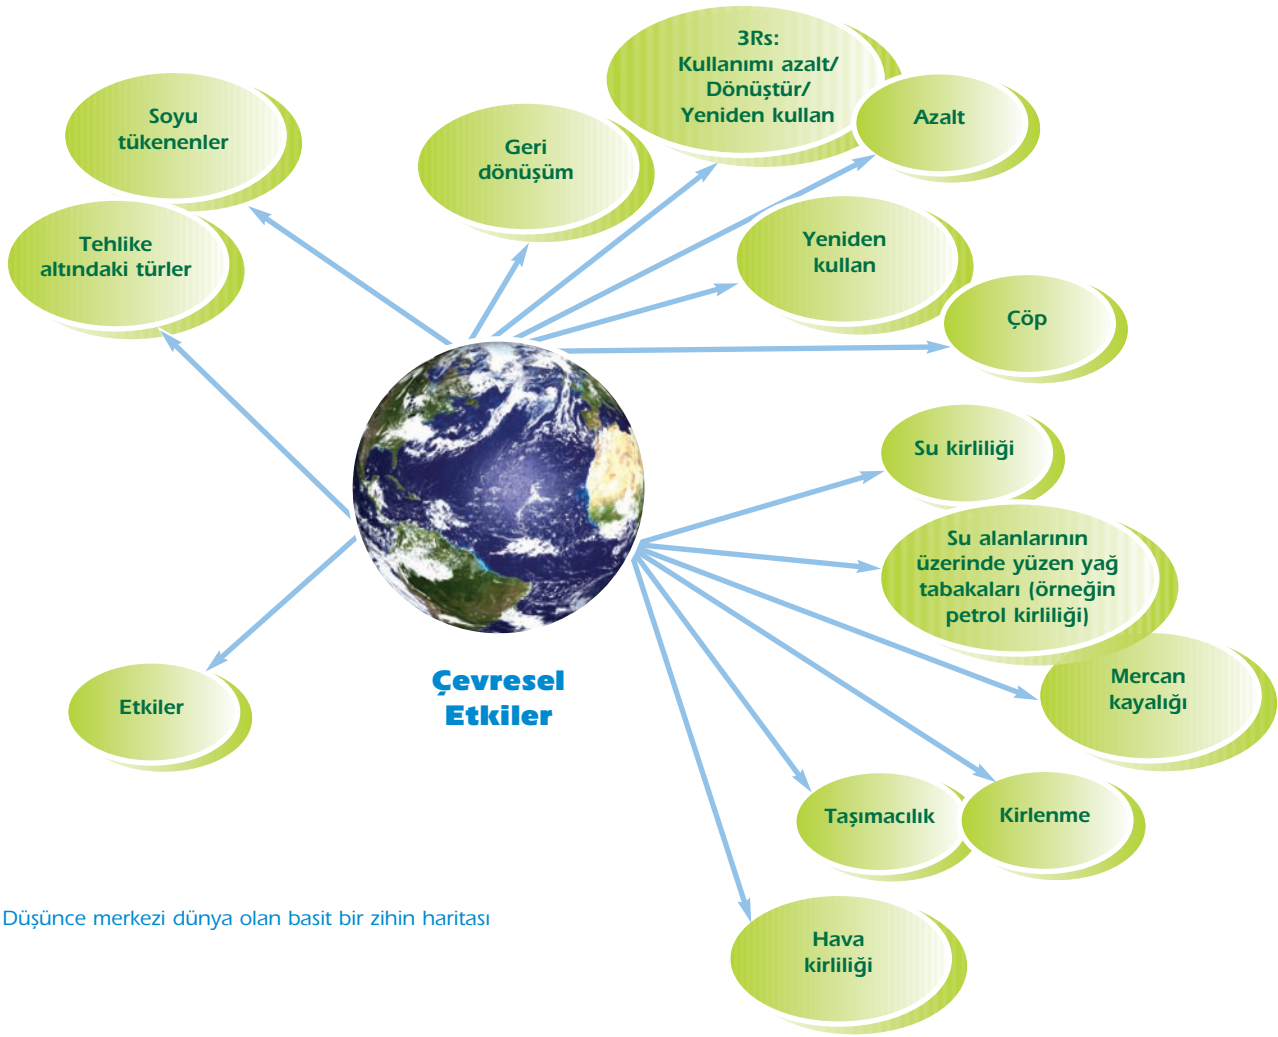 3Rs:
Kullanımı azalt/
Dönüştür/
Yeniden kullan
Azalt
Soyu
tükenenler
Geri
dönüşüm
Tehlike
altındaki türler
Yeniden
kullan
Çöp
Su kirliliği
Su alanlarının
üzerinde yüzen yağ
tabakaları (örneğin
petrol kirliliği)
Mercan
kayalığı
Çevresel
Etkiler
Etkiler
Taşımacılık
Kirlenme
Hava
kirliliği
Düşünce merkezi dünya olan basit bir zihin haritası